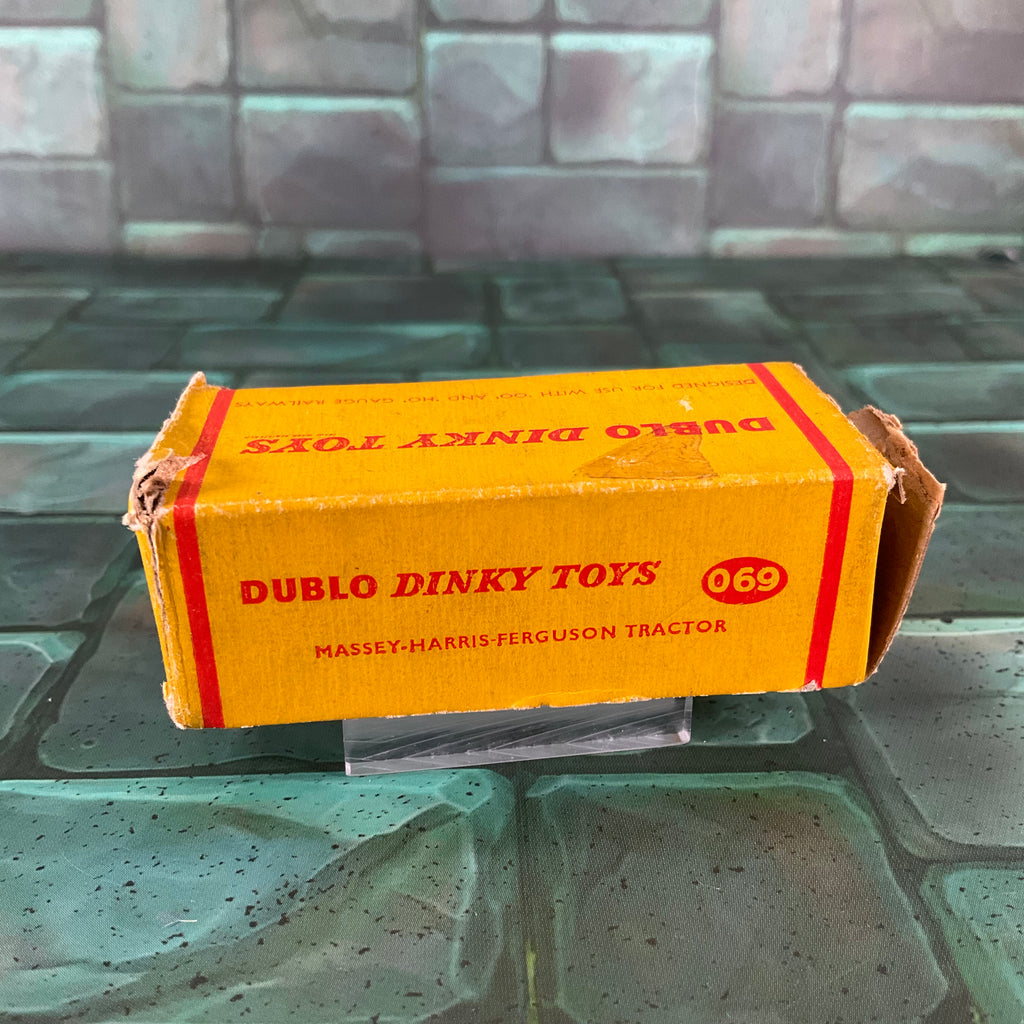 DESIGNED FOR USE WITH 'OO' AND 'HO' GAUGE RAILWAYS
DUBLO DINKY TOYS
DUBLO DINKY TOYS 069
MASSEY-HARRIS-FERGUSON TRACTOR